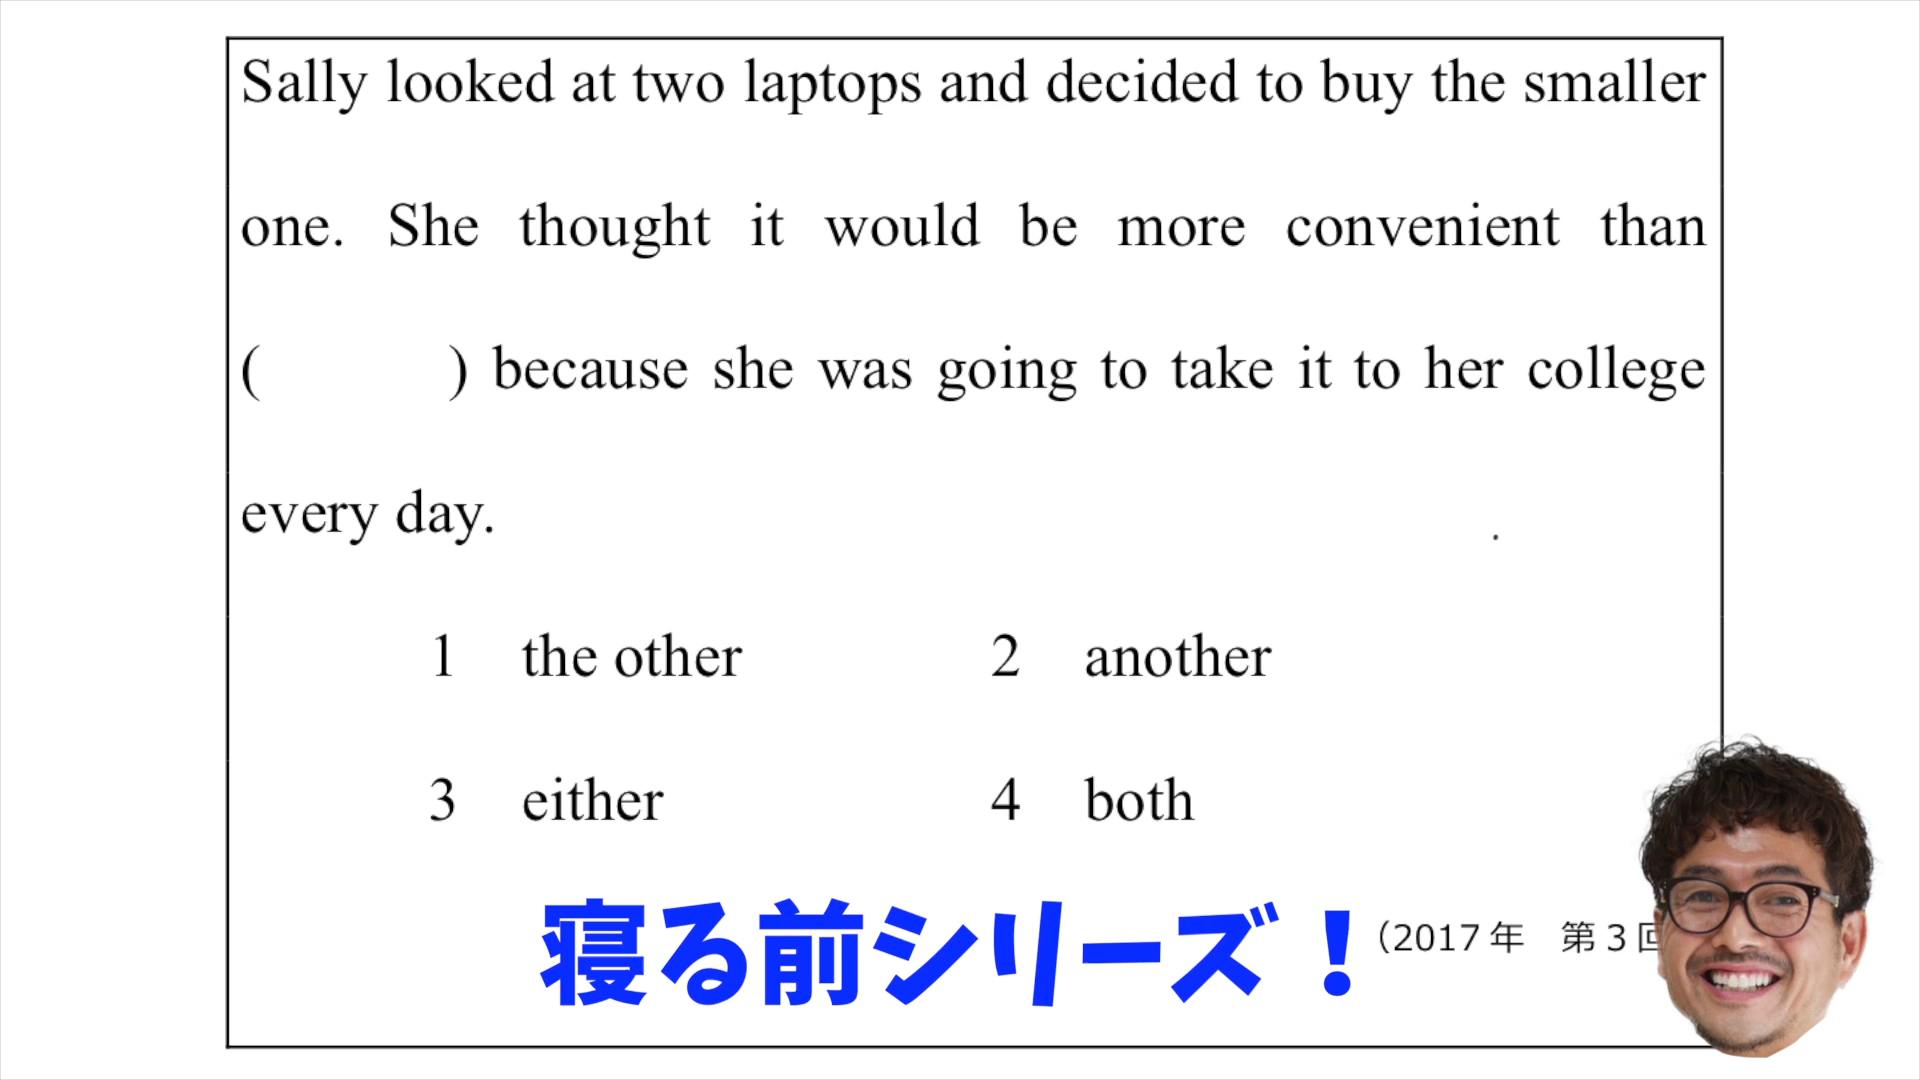 Sally looked at two laptops and decided to buy the smaller
one. She thought it would be more convenient than
(　　　) because she was going to take it to her college
every day.
1 the other 2 another
3 either 4 both
寝る前シリーズ！
（2017年　第３回